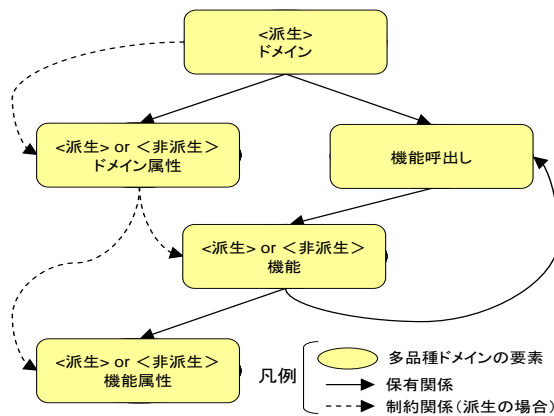 <派生>
ドメイン
<派生> or <非派生>
ドメイン属性
機能呼出し
<派生> or <非派生>
機能
<派生> or <非派生>
機能属性
凡例
多品種ドメインの要素
保有関係
制約関係(派生の場合)